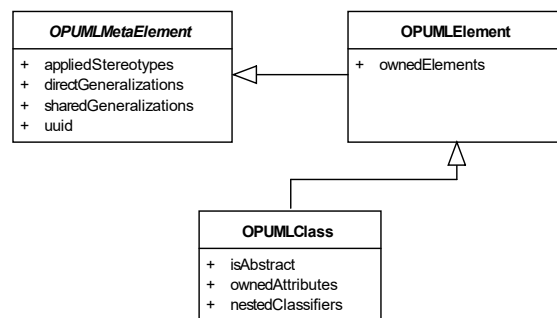 OPUMLMetaElement
+ appliedStereotypes
+ directGeneralizations
+ sharedGeneralizations
+ uuid
OPUMLElement
+ ownedElements
OPUMLClass
+ isAbstract
+ ownedAttributes
+ nestedClassifiers